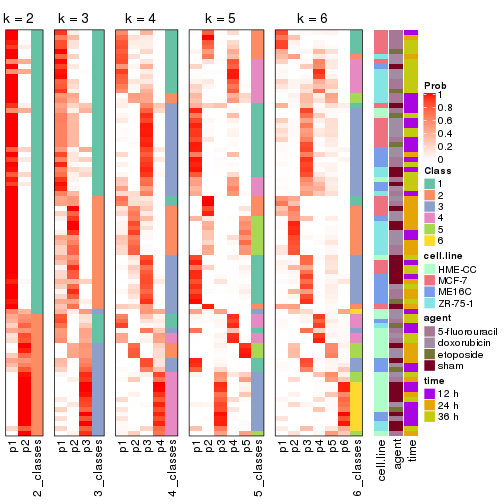 k = 2 k = 3 k = 4 k = 5 k = 6
Prob
1
0.8
0.6
0.4
0.2
0
Class
1
2
3
4
5
6
cell.line
HME-CC
MCF-7
ME16C
ZR-75-1
agent
5-fluorouracil
doxorubicin
etoposide
sham
time
12 h
24 h
36 h
p1 p2 2_classes p1 p2 p3 3_classes p1 p2 p3 p4 4_classes p1 p2 p3 p4 p5 5_classes p1 p2 p3 p4 p5 p6 6_classes cell.line agent time